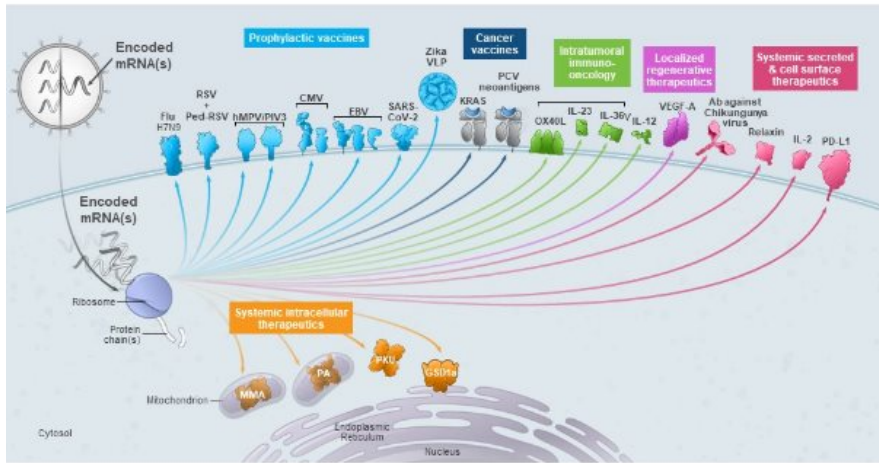 Encoded
mRNA(s)
Prophylactic vaccines
Cancer
vaccines
Intratumoral
immuno-
oncology
Localized
regenerative
therapeutics
Systemic secreted
& cell surface
therapeutics
Flu
H7N9
RSV
+
Ped-RSV
hMPV/PIV3
CMV
EBV
SARS-
CoV-2
Zika
VLP
KRAS
PCV
neoantigens
OX40L
IL-23
IL-36γ
IL-12
VEGF-A
Ab against
Chikungunya
virus
Relaxin
IL-2
PD-L1
Encoded
mRNA(s)
Ribosome
Protein
chain(s)
Systemic intracellular
therapeutics
Mitochondrion
MMA
PA
PKU
GSD1a
Cytosol
Endoplasmic
Reticulum
Nucleus